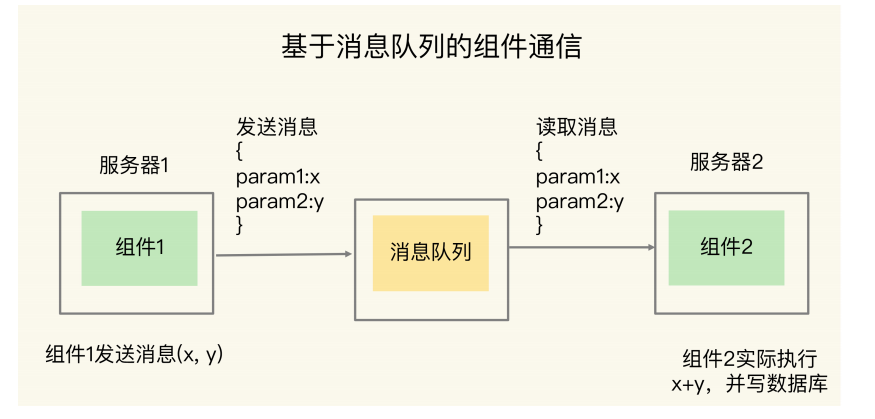 基于消息队列的组件通信
发送消息
{
param1:x
param2:y
}
读取消息
{
param1:x
param2:y
}
服务器1
服务器2
组件1
消息队列
组件2
组件1发送消息(x, y)
组件2实际执行
x+y，并写数据库